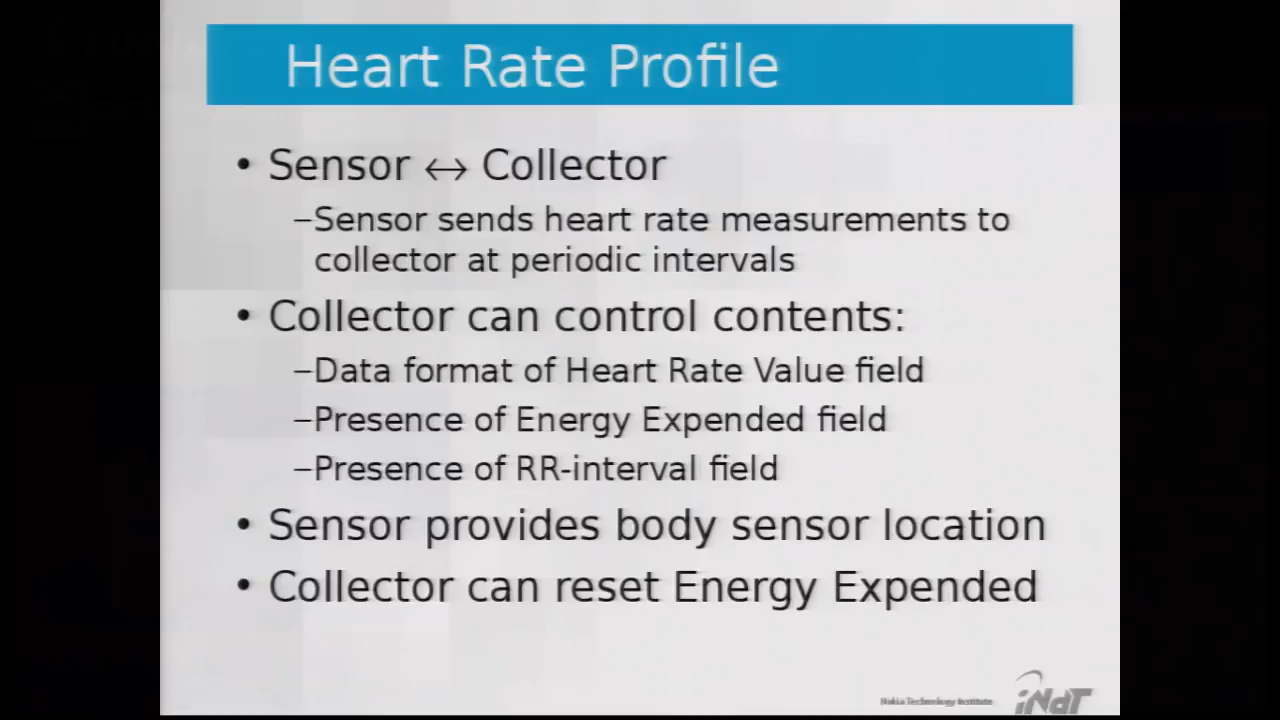 Heart Rate Profile
• Sensor ↔ Collector
–Sensor sends heart rate measurements to
collector at periodic intervals
• Collector can control contents:
–Data format of Heart Rate Value field
–Presence of Energy Expended field
–Presence of RR-interval field
• Sensor provides body sensor location
• Collector can reset Energy Expended
Nokia Technology Institute
iNdT